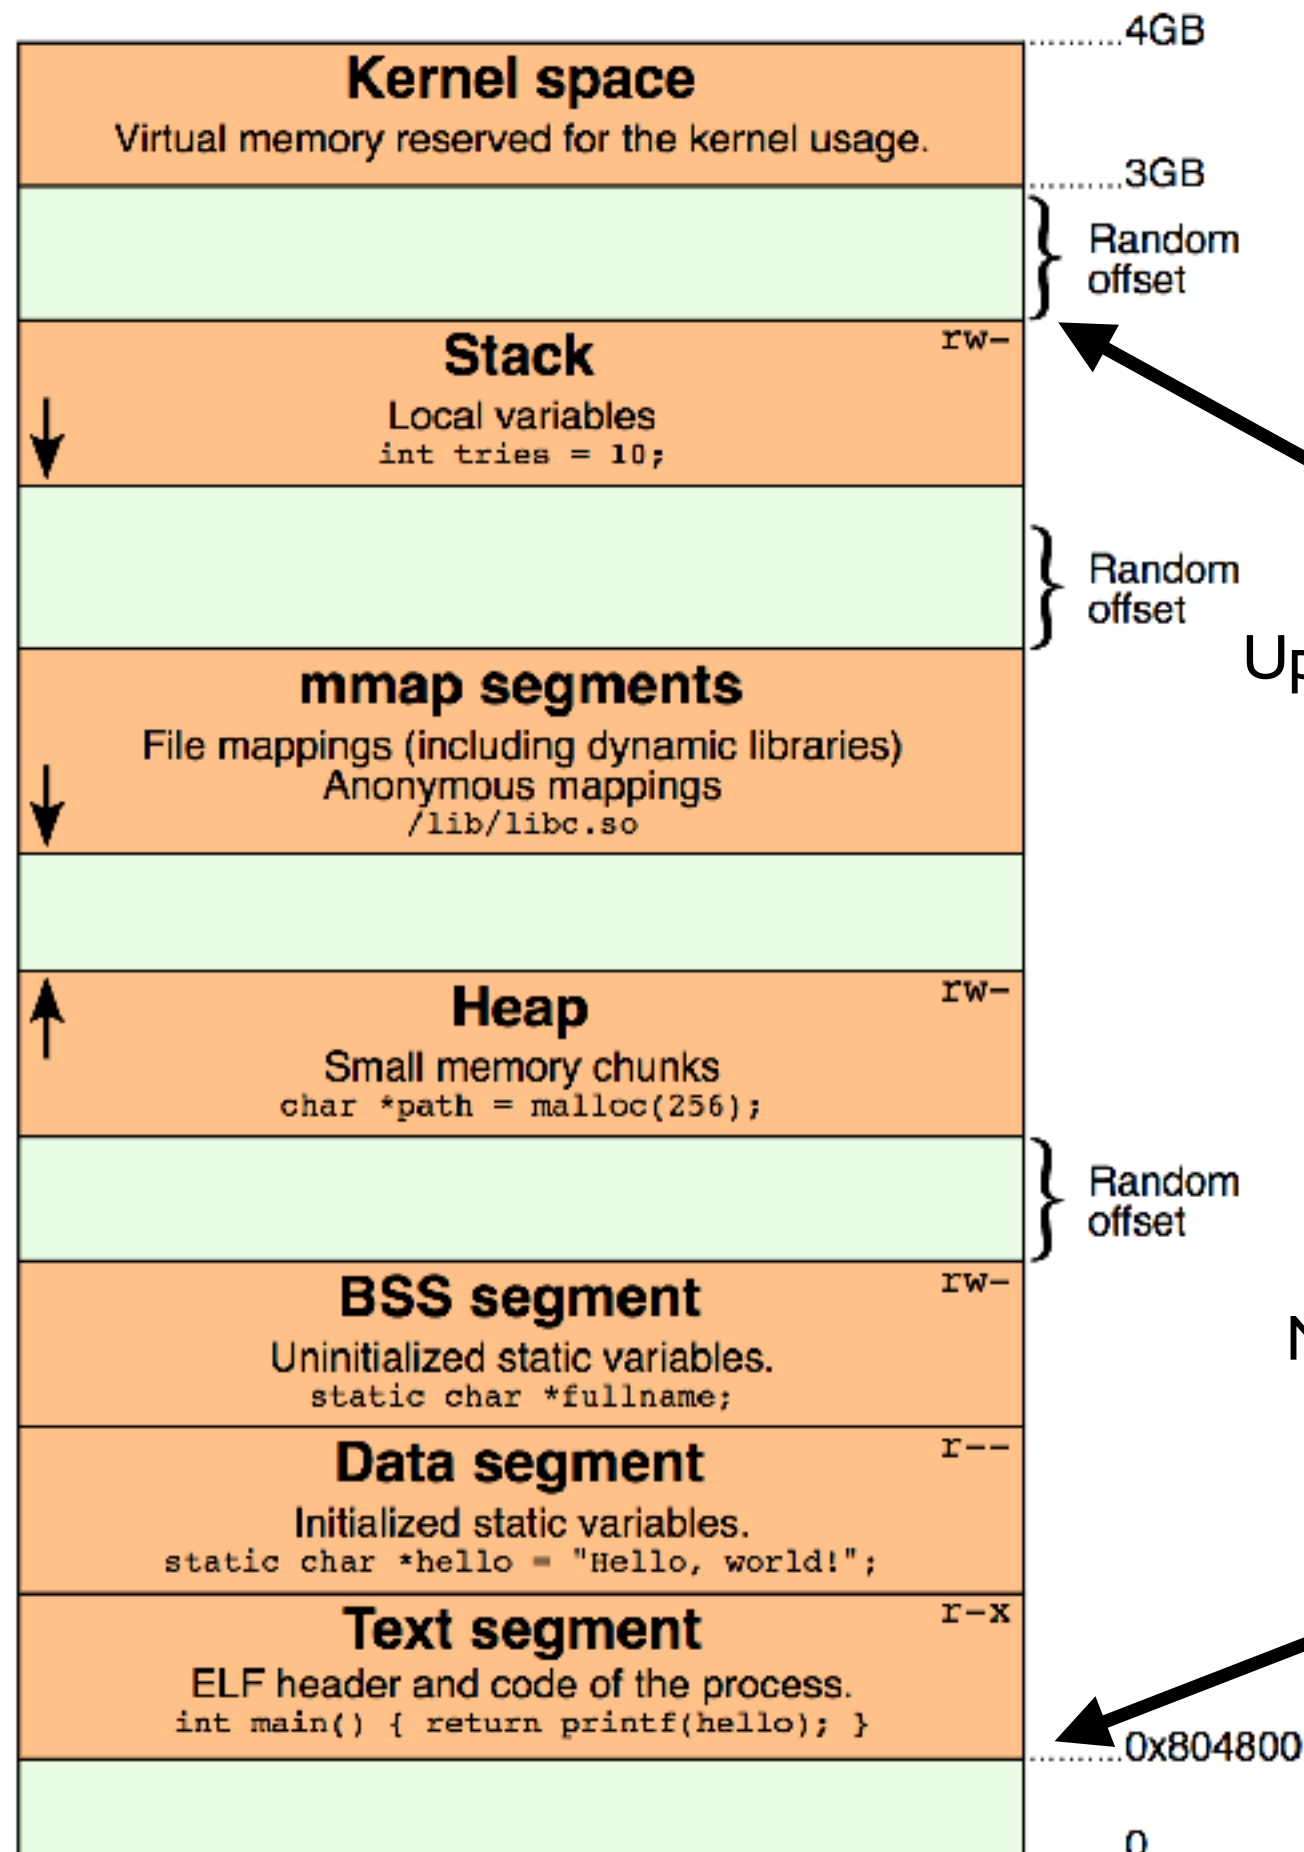 4GB
Kernel space
Virtual memory reserved for the kernel usage.
3GB
Random
offset
rw-
Stack
Local variables
int tries = 10;
Random
offset
Up
mmap segments
File mappings (including dynamic libraries)
Anonymous mappings
/lib/libc.so
rw-
Heap
Small memory chunks
char *path = malloc(256);
Random
offset
rw-
BSS segment
Uninitialized static variables.
static char *fullname;
N
r--
Data segment
Initialized static variables.
static char *hello = "Hello, world!";
r-x
Text segment
ELF header and code of the process.
int main() { return printf(hello); }
0x804800
0